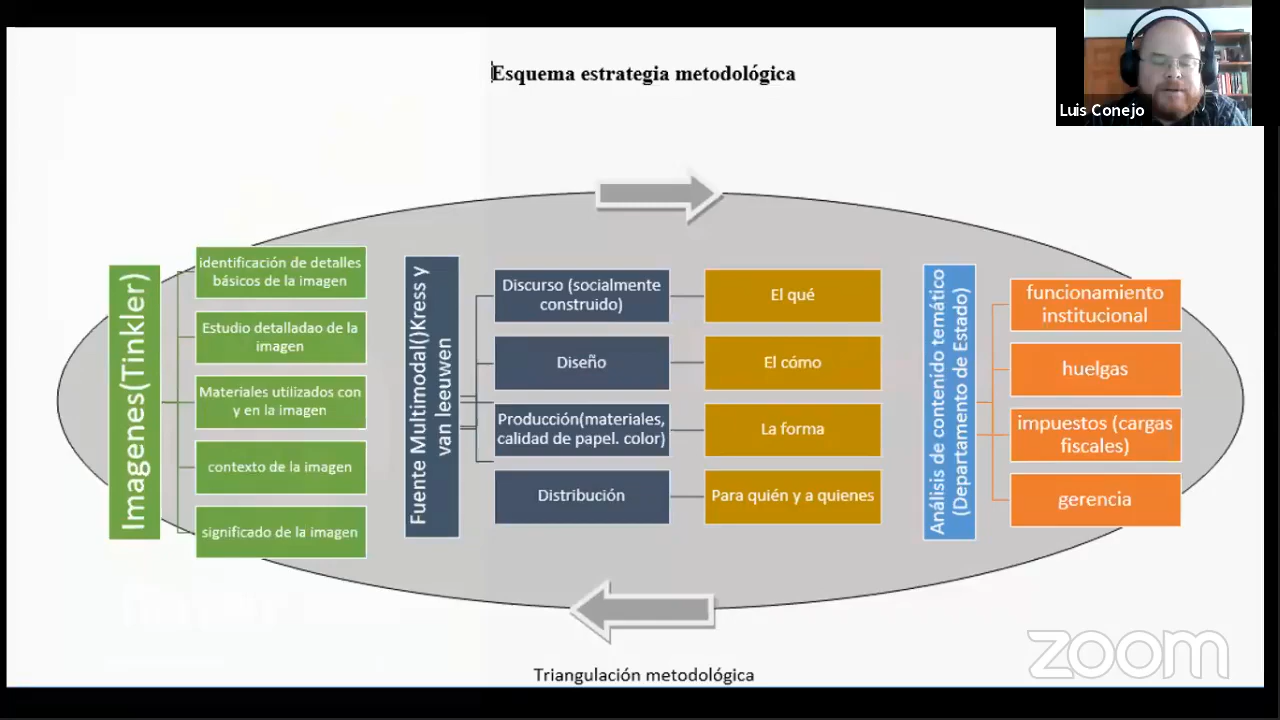 Esquema estrategia metodológica
Luis Conejo
Imagenes(Tinkler)
identificación de detalles
básicos de la imagen
Estudio detalladao de la
imagen
Materiales utilizados con
y en la imagen
contexto de la imagen
significado de la imagen
Fuente Multimodal()Kress y
van leeuwen
Discurso (socialmente
construido)
El qué
Diseño
El cómo
Producción(materiales,
calidad de papel. color)
La forma
Distribución
Para quién y a quienes
Análisis de contenido temático
(Departamento de Estado)
funcionamiento
institucional
huelgas
impuestos (cargas
fiscales)
gerencia
zoom
Triangulación metodológica